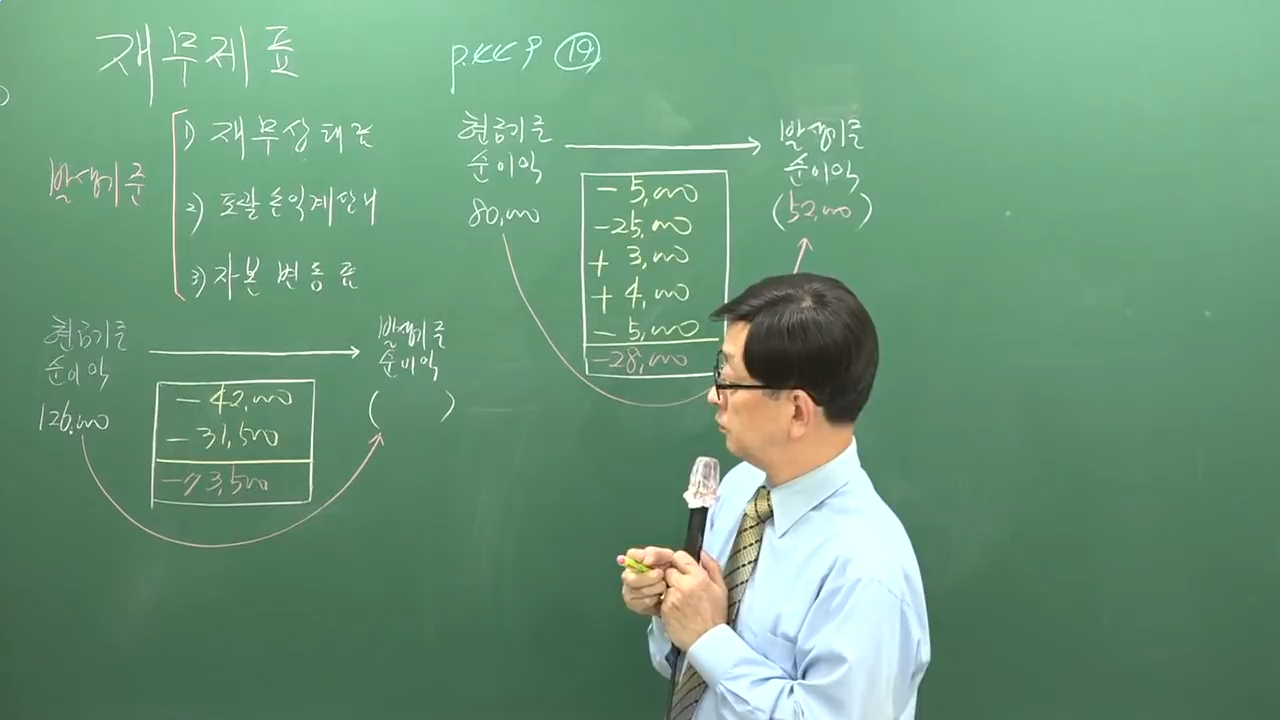 재무제표
발생기준
1) 재무상태표
2) 포괄손익계산서
3) 자본변동표
현금기준
순이익
126,000
- 42,000
- 31,500
-73,500
발생기준
순이익
(      )
p.449 ⑲
현금기준
순이익
80,000
- 5,000
-25,000
+ 3,000
+ 4,000
- 5,000
-28,000
발생기준
순이익
(52,000)